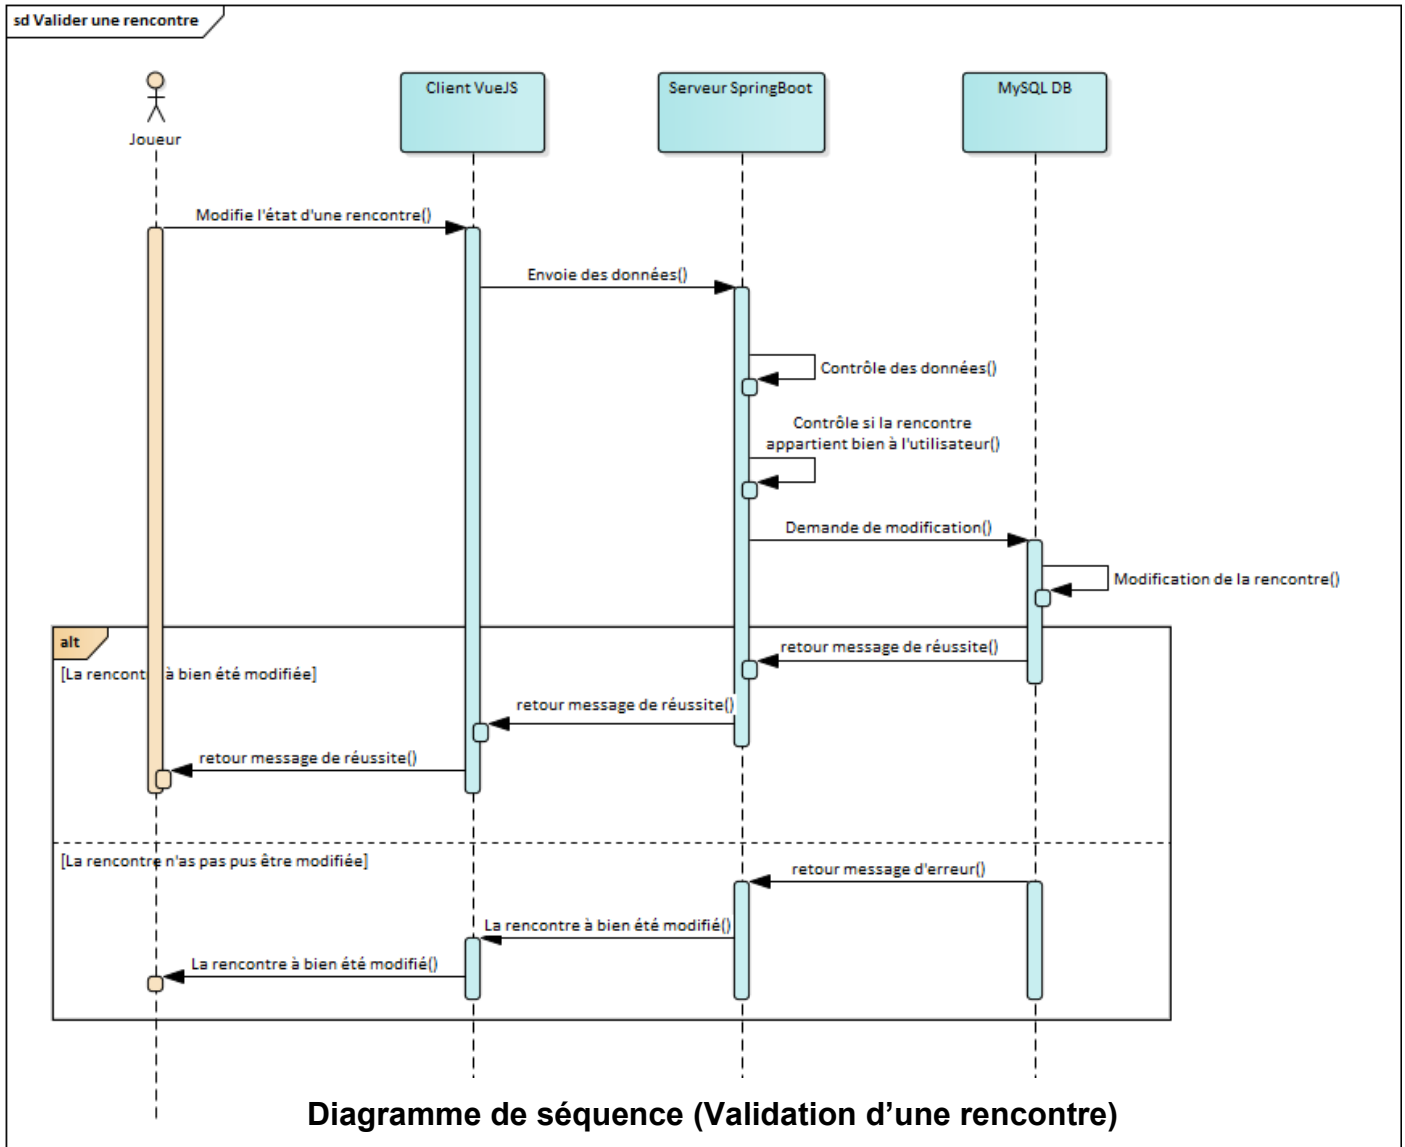 sd Valider une rencontre
Joueur
Client VueJS
Serveur SpringBoot
MySQL DB
Modifie l'état d'une rencontre()
Envoie des données()
Contrôle des données()
Contrôle si la rencontre
appartient bien à l'utilisateur()
Demande de modification()
Modification de la rencontre()
alt
retour message de réussite()
[La rencontre à bien été modifiée]
retour message de réussite()
retour message de réussite()
[La rencontre n'as pas pus être modifiée]
retour message d'erreur()
La rencontre à bien été modifié()
La rencontre à bien été modifié()
Diagramme de séquence (Validation d’une rencontre)